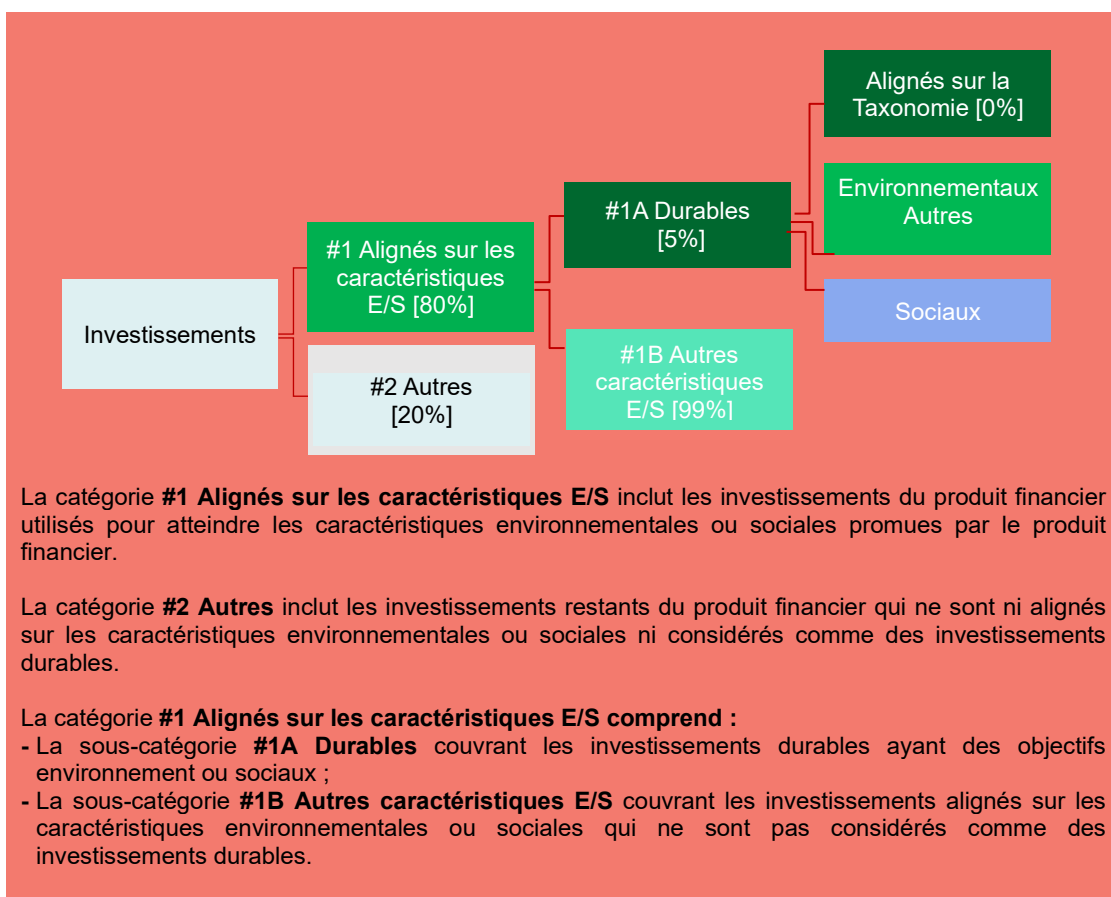 Alignés sur la
Taxonomie [0%]
Environnementaux
Autres
#1A Durables
[5%]
#1 Alignés sur les
caractéristiques
E/S [80%]
Sociaux
Investissements
#1B Autres
caractéristiques
E/S [99%]
#2 Autres
[20%]
La catégorie #1 Alignés sur les caractéristiques E/S inclut les investissements du produit financier
utilisés pour atteindre les caractéristiques environnementales ou sociales promues par le produit
financier.
La catégorie #2 Autres inclut les investissements restants du produit financier qui ne sont ni alignés
sur les caractéristiques environnementales ou sociales ni considérés comme des investissements
durables.
La catégorie #1 Alignés sur les caractéristiques E/S comprend :
- La sous-catégorie #1A Durables couvrant les investissements durables ayant des objectifs
environnement ou sociaux ;
- La sous-catégorie #1B Autres caractéristiques E/S couvrant les investissements alignés sur les
caractéristiques environnementales ou sociales qui ne sont pas considérés comme des
investissements durables.